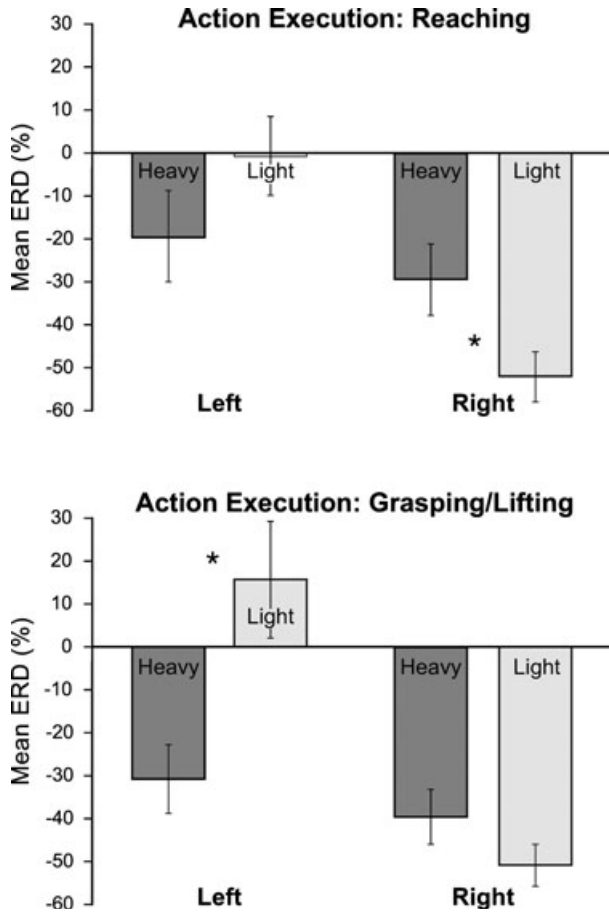 Action Execution: Reaching
30
20
10
0
-10
-20
-30
-40
-50
-60
Mean ERD (%)
Heavy
Light
Heavy
Light
*
Left
Right
Action Execution: Grasping/Lifting
30
20
10
0
-10
-20
-30
-40
-50
-60
Mean ERD (%)
*
Light
Heavy
Heavy
Light
Left
Right